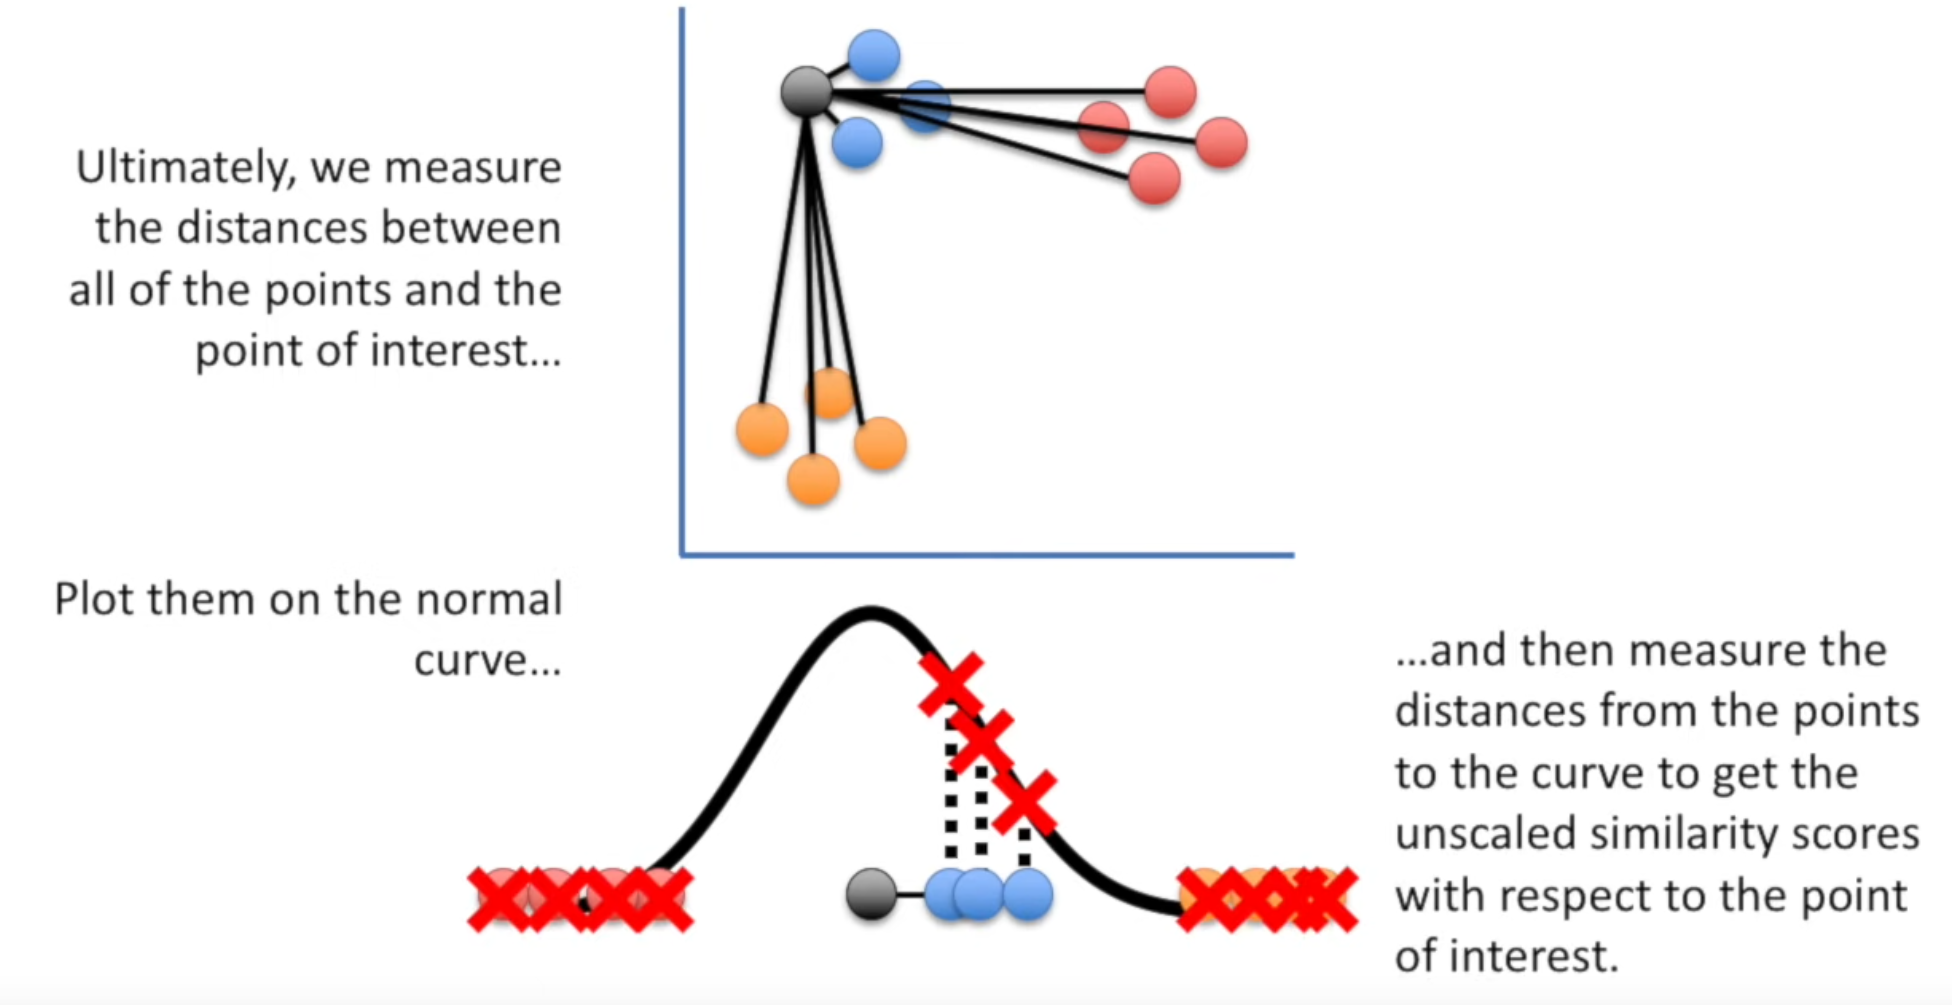 Ultimately, we measure
the distances between
all of the points and the
point of interest...
Plot them on the normal
curve...
...and then measure the
distances from the points
to the curve to get the
unscaled similarity scores
with respect to the point
of interest.